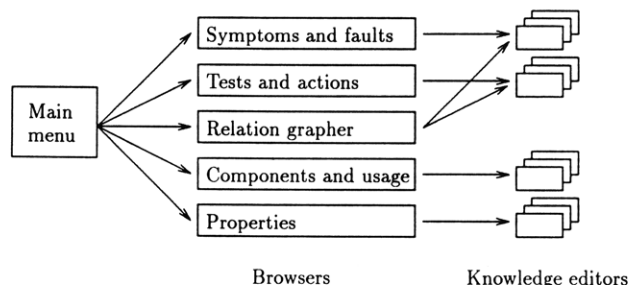 Symptoms and faults
Tests and actions
Main
menu
Relation grapher
Components and usage
Properties
Browsers
Knowledge editors